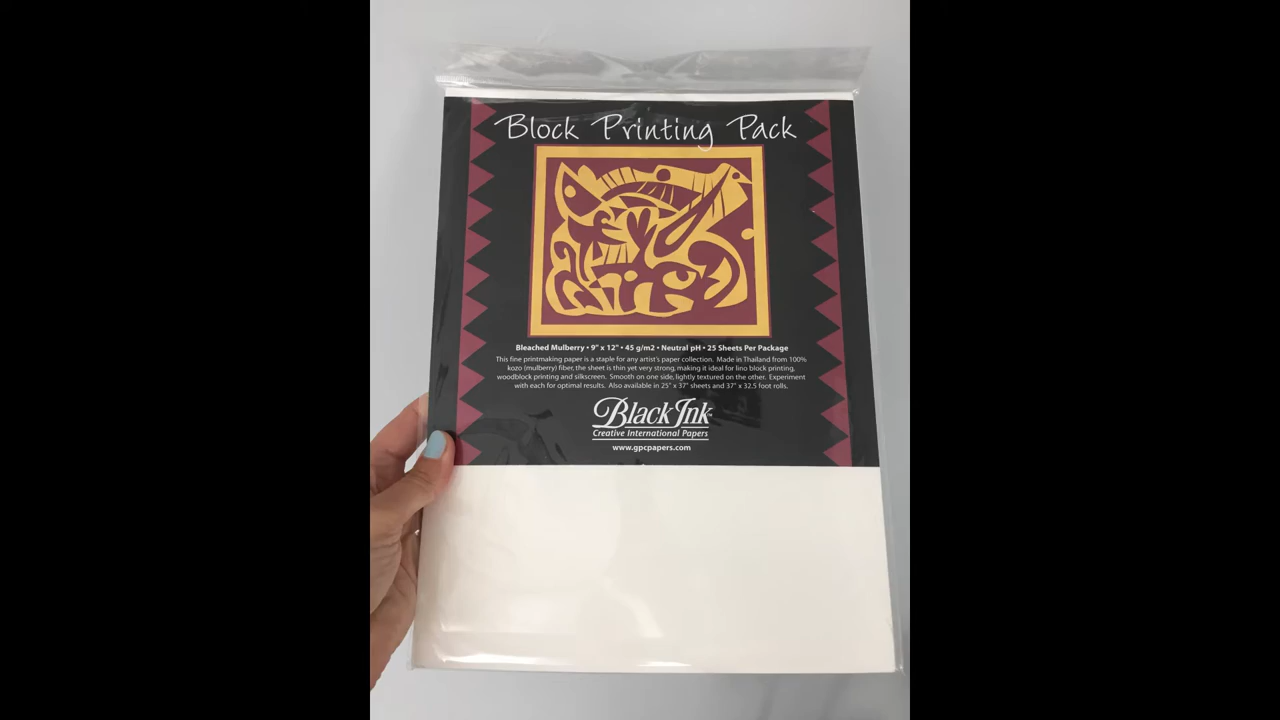 Block Printing Pack
Bleached Mulberry • 9" x 12" • 45 g/m2 • Neutral pH • 25 Sheets Per Package
This fine printmaking paper is a staple for any artist's paper collection. Made in Thailand from 100%
kozo (mulberry) fiber, the sheet is thin yet very strong, making it ideal for lino block printing,
woodblock printing and silkscreen. Smooth on one side, lightly textured on the other. Experiment
with each for optimal results. Also available in 25" x 37" sheets and 37" x 32.5 foot rolls.
Black Ink™
Creative International Papers
www.gpcpapers.com